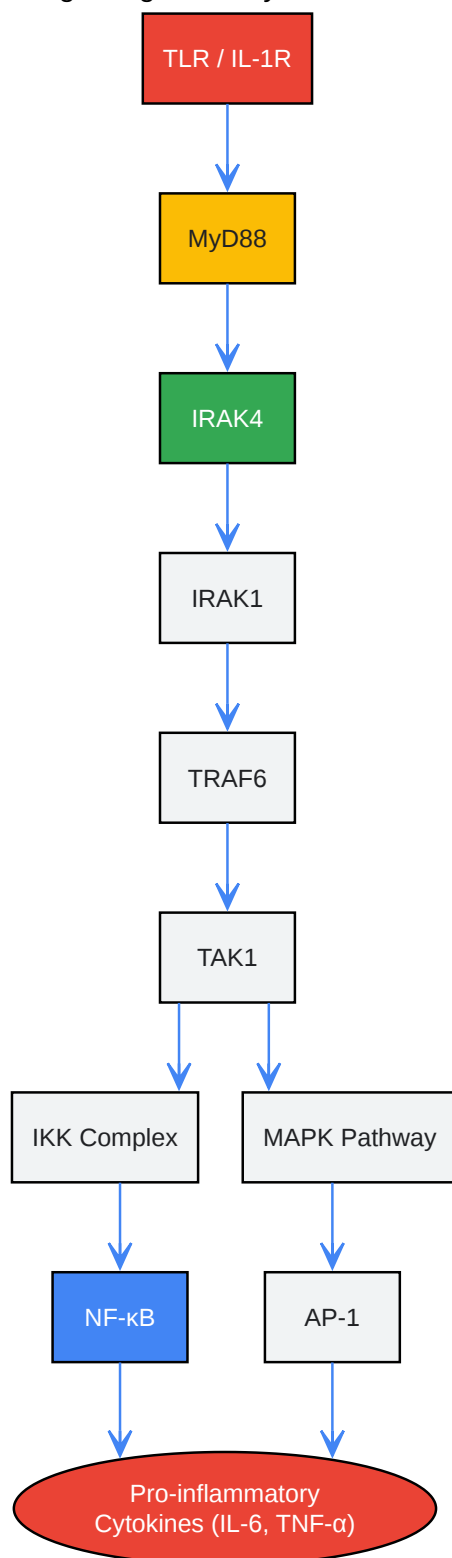 TLR / IL-1R
MyD88
IRAK4
IRAK1
TRAF6
TAK1
IKK Complex
MAPK Pathway
NF-κB
AP-1
Pro-inflammatory
Cytokines (IL-6, TNF-α)